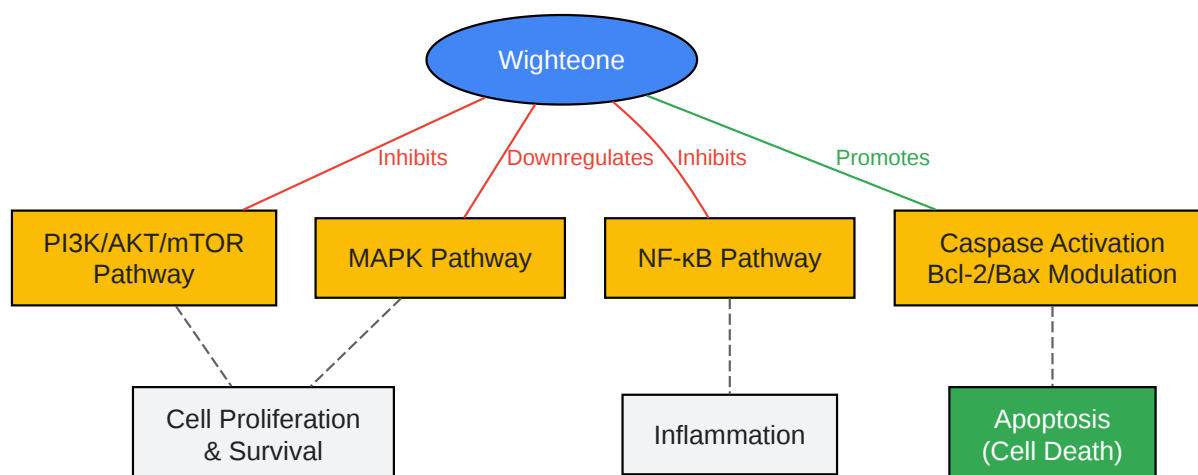 Wighteone
Inhibits
Downregulates
Inhibits
Promotes
PI3K/AKT/mTOR
Pathway
MAPK Pathway
NF-κB Pathway
Caspase Activation
Bcl-2/Bax Modulation
Cell Proliferation
& Survival
Inflammation
Apoptosis
(Cell Death)